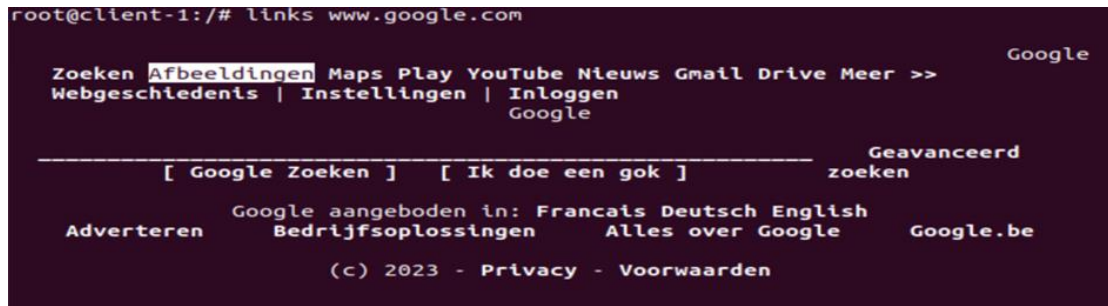 root@client-1:/# links www.google.com
Google
Zoeken Afbeeldingen Maps Play YouTube Nieuws Gmail Drive Meer >>
Webgeschiedenis | Instellingen | Inloggen
Google
Geavanceerd
[ Google Zoeken ] [ Ik doe een gok ] zoeken
Google aangeboden in: Francais Deutsch English
Adverteren Bedrijfsoplossingen Alles over Google Google.be
(c) 2023 - Privacy - Voorwaarden